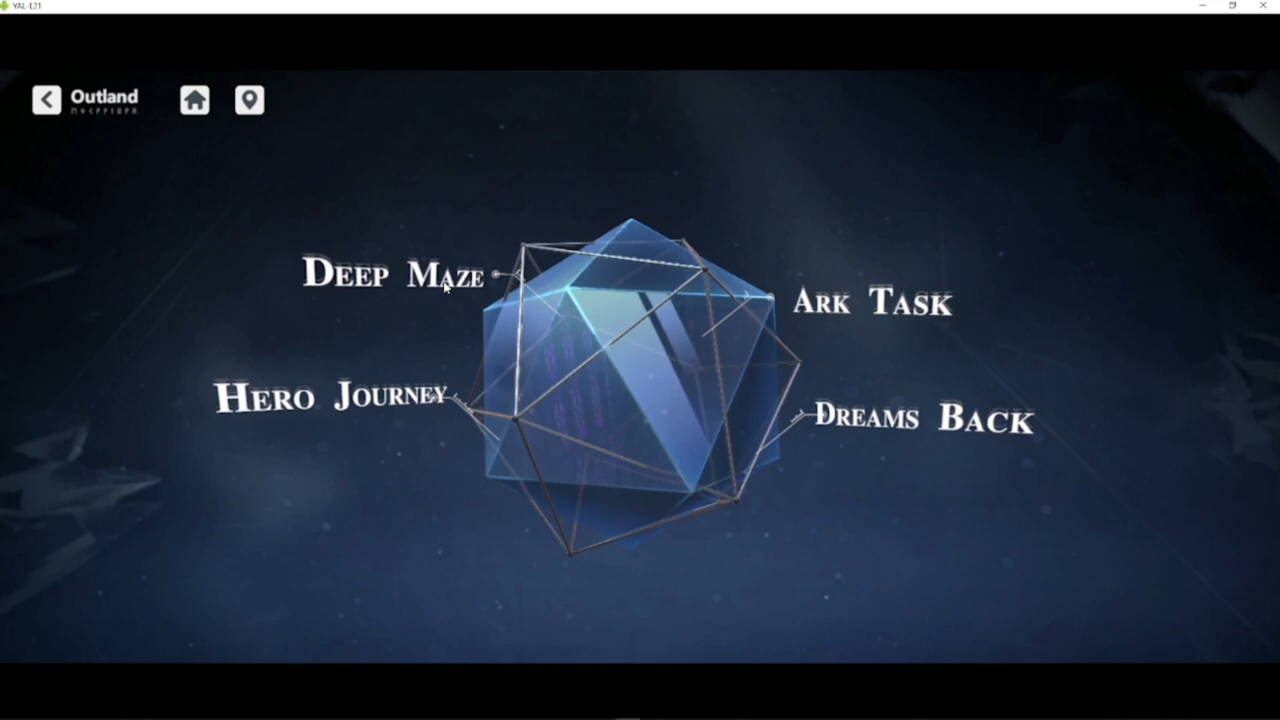 YAL-L21
Outland
DEEP MAZE
ARK TASK
HERO JOURNEY
DREAMS BACK